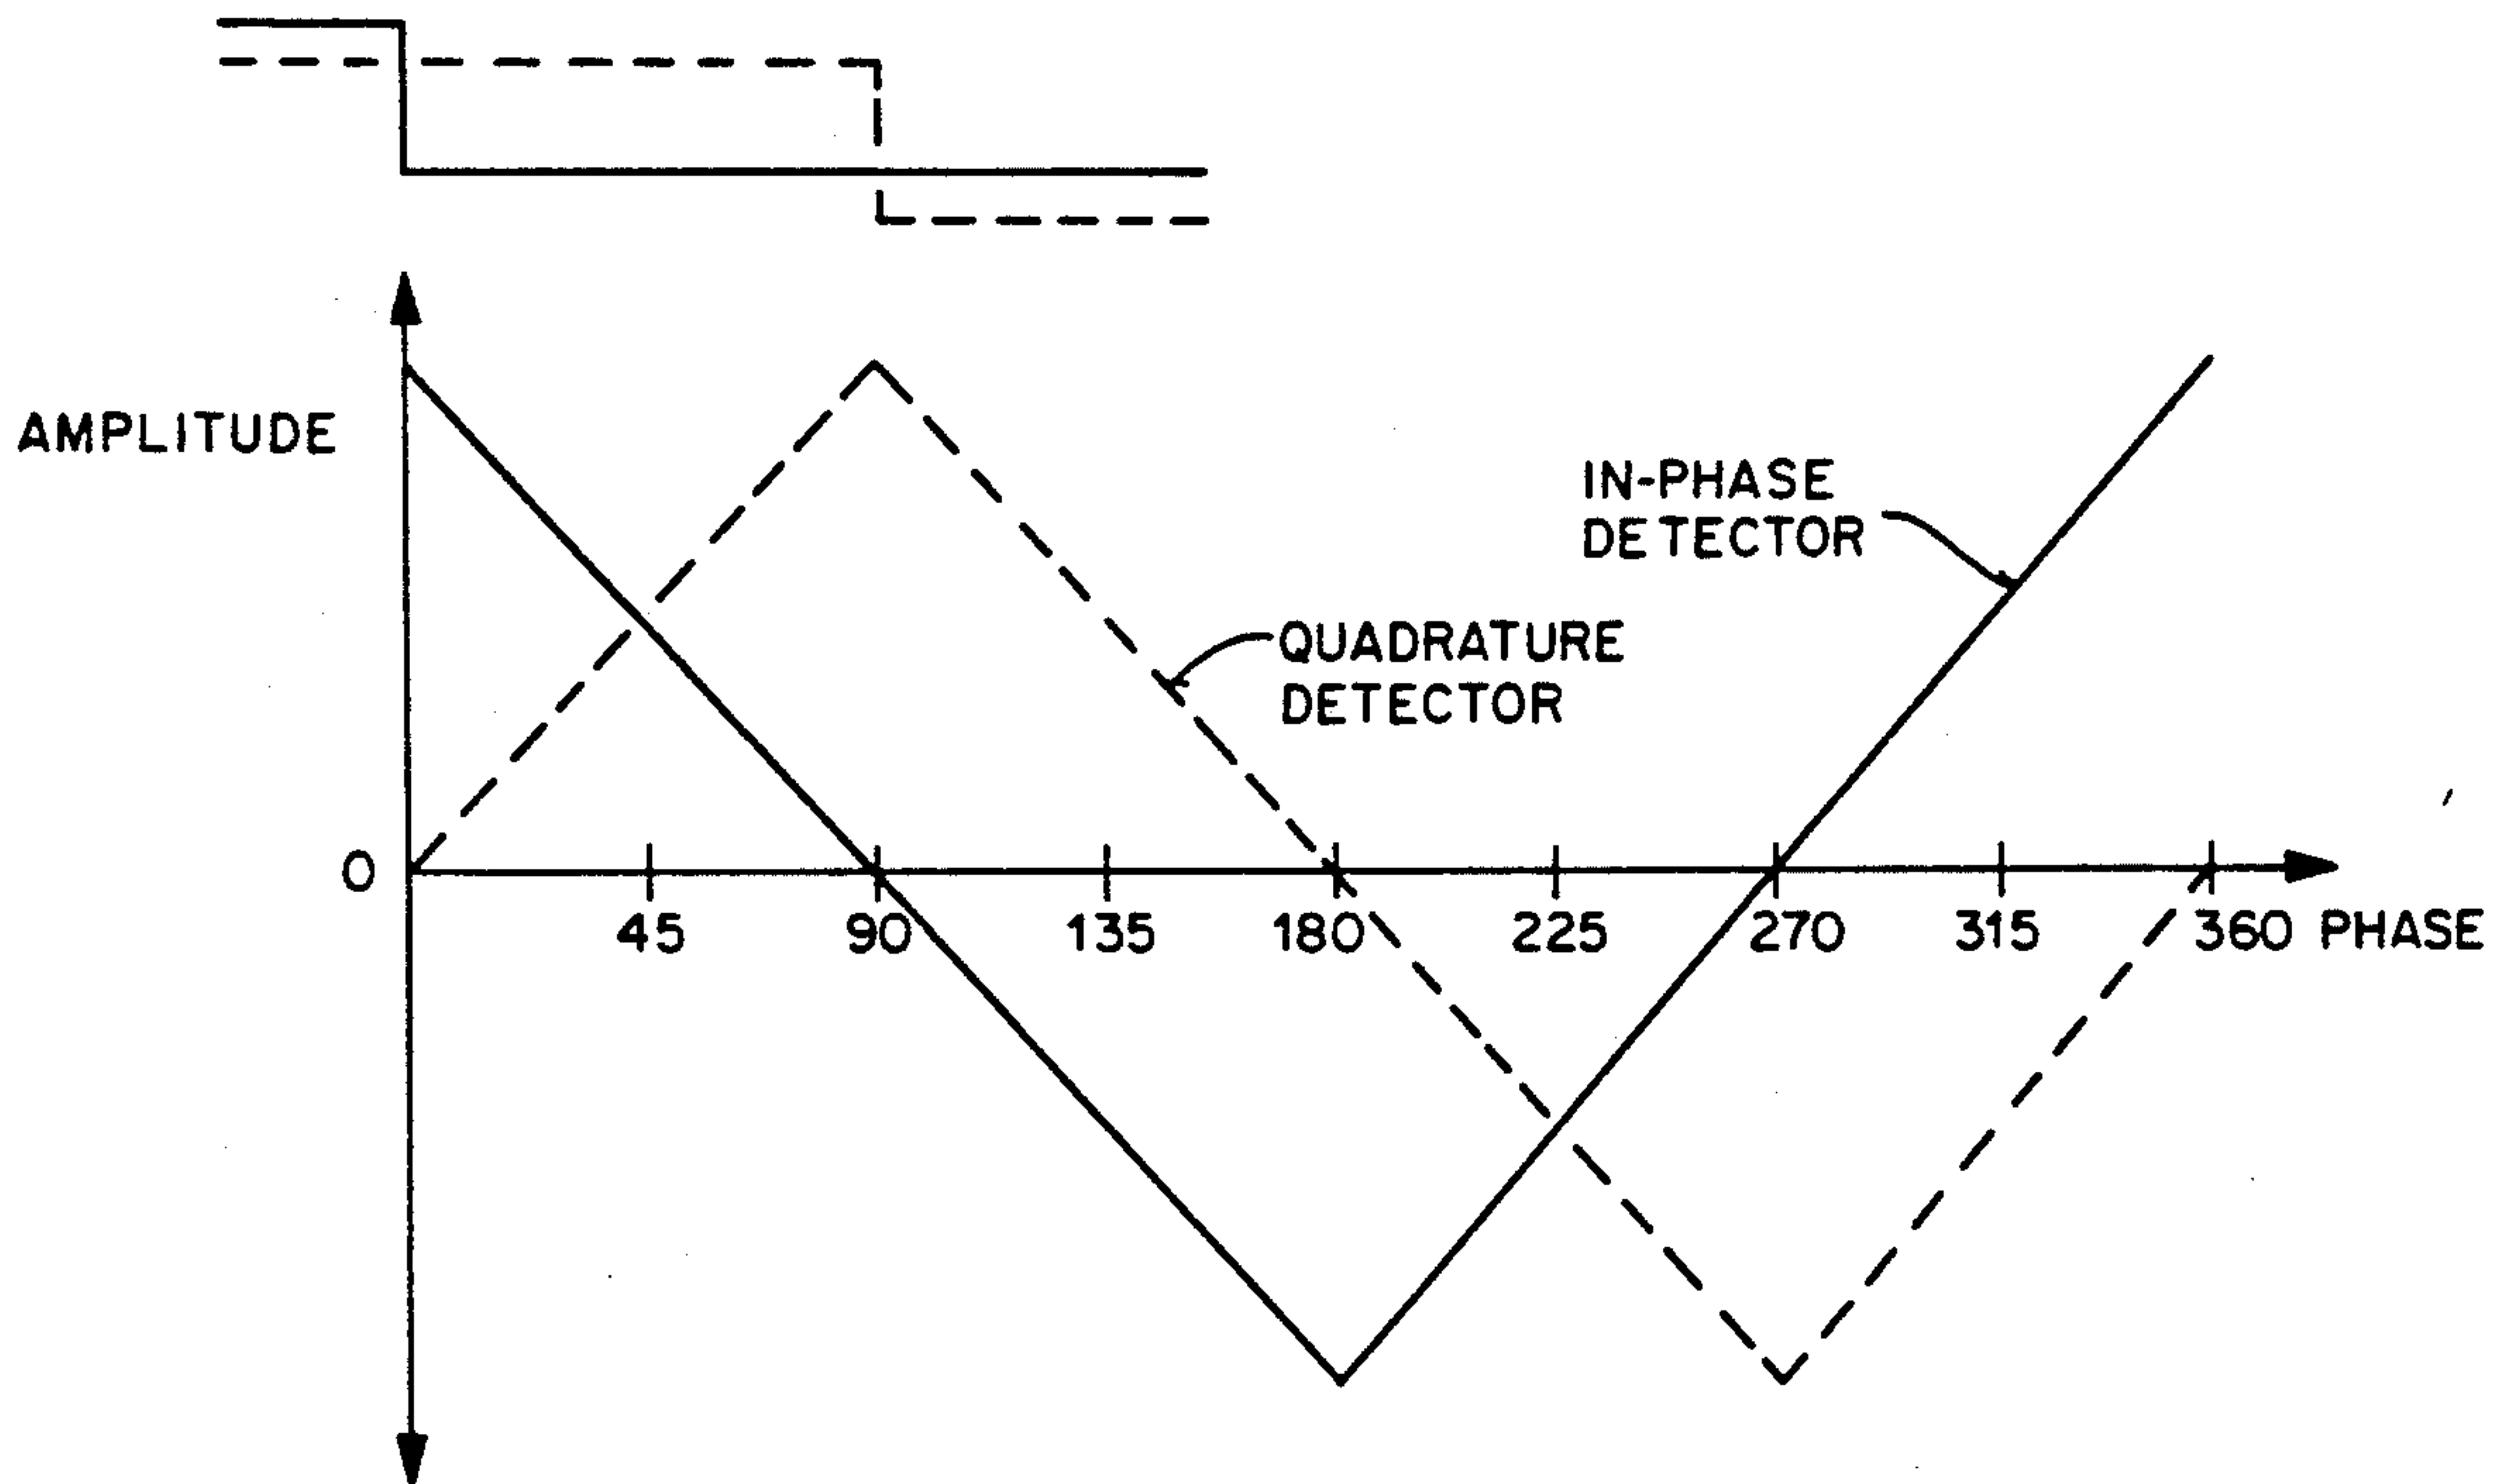 AMPLITUDE
IN-PHASE
DETECTOR
QUADRATURE
DETECTOR
0
45 90 135 180 225 270 315 360 PHASE